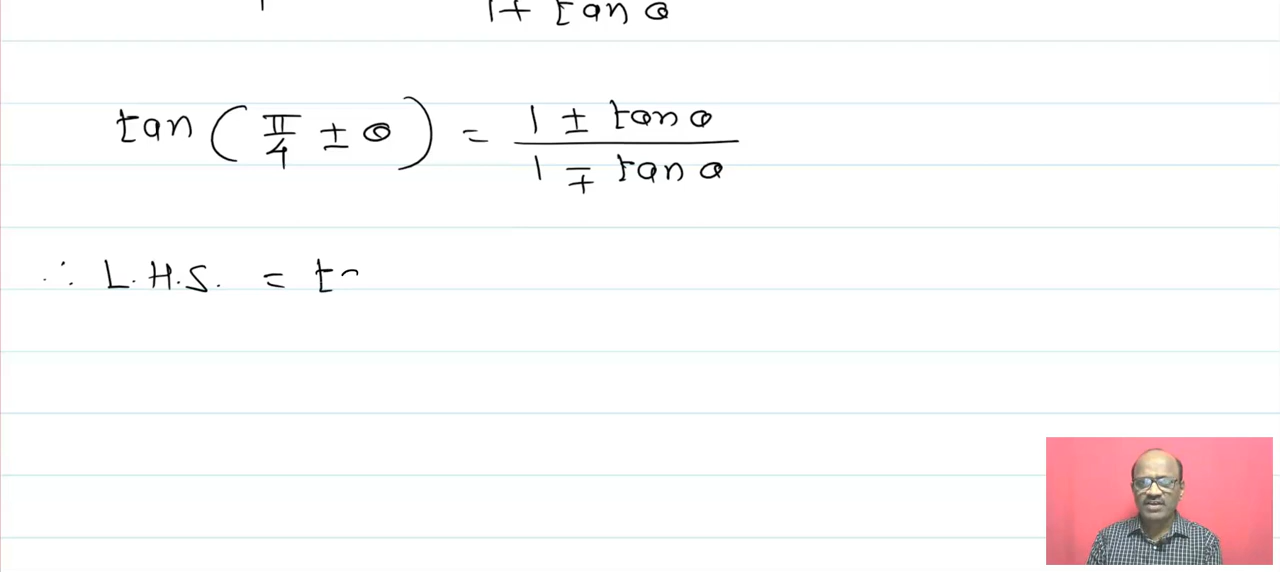 1+ tan θ
tan ( π/4 ± θ ) = (1 ± tan θ)/(1 ∓ tan θ)
∴ L.H.S. =